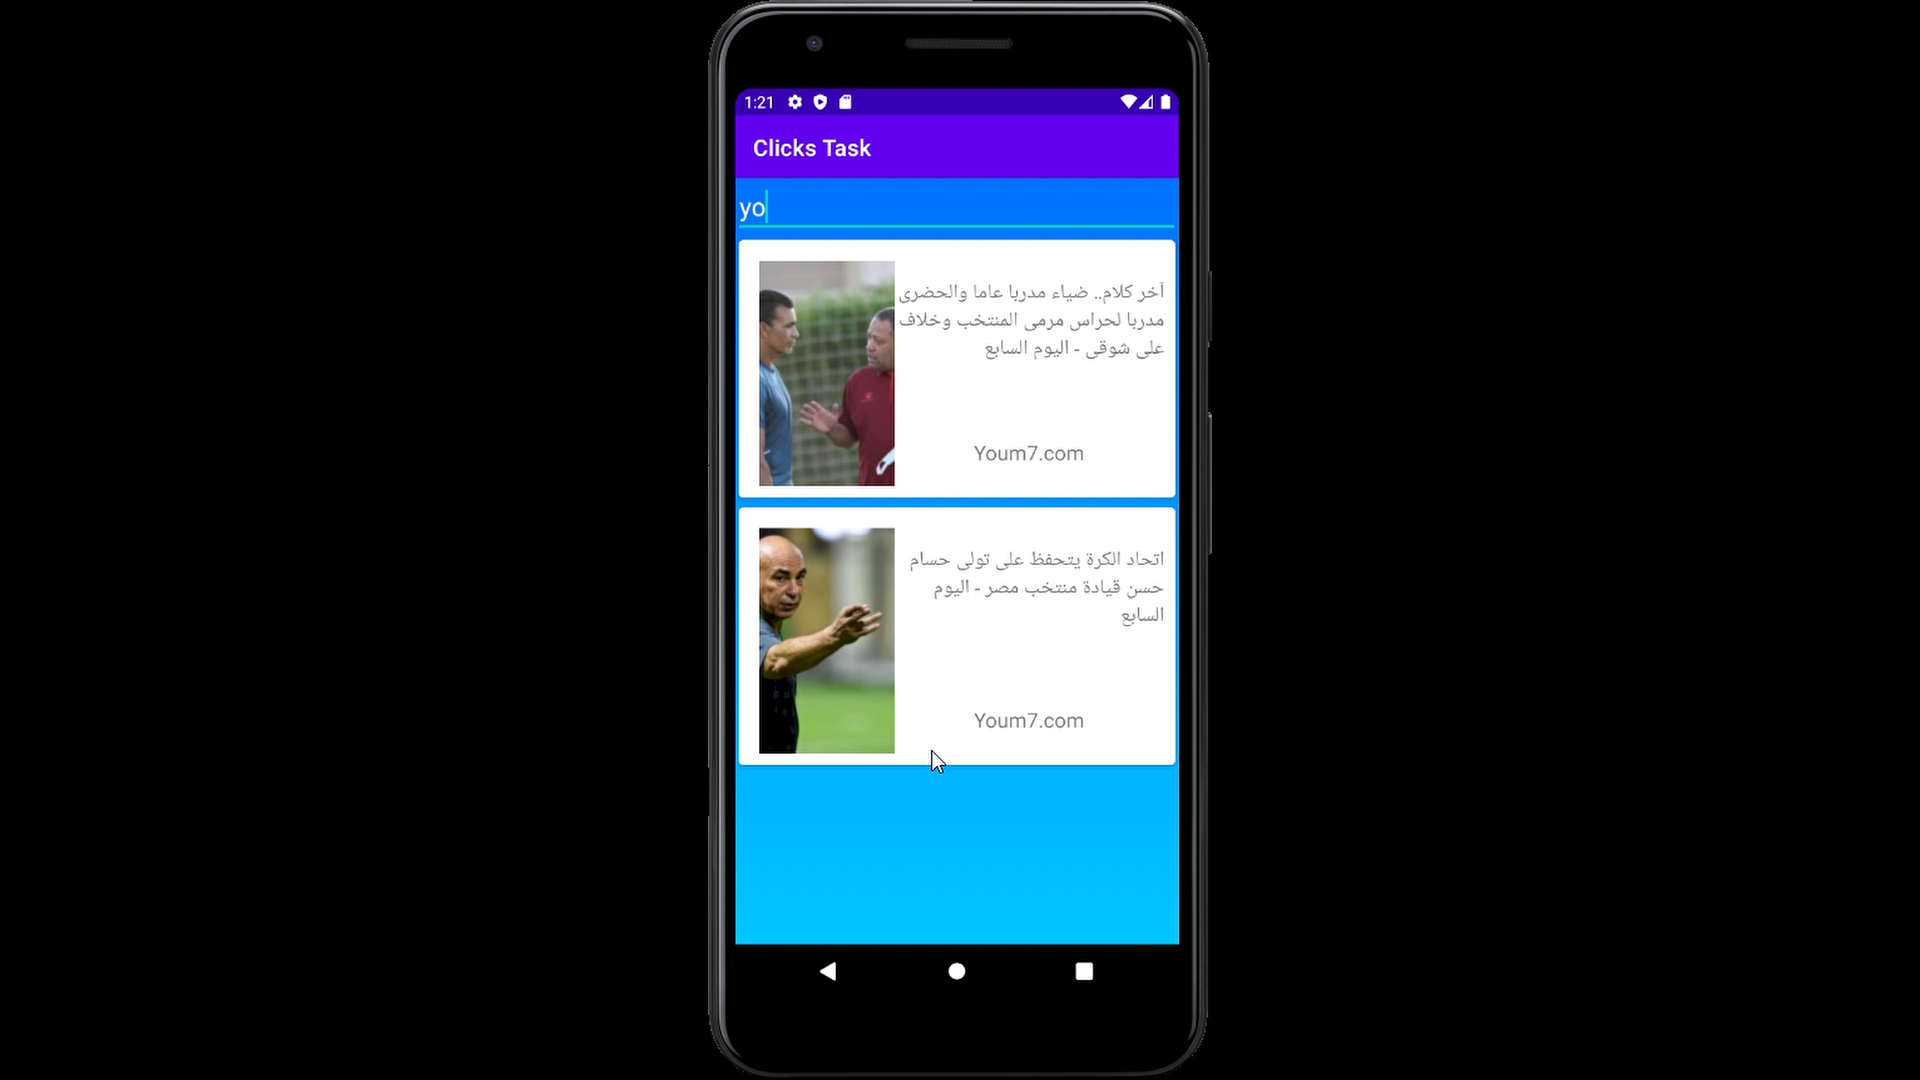 1:21
Clicks Task
yo
آخر كلام.. ضياء مدربا عاما والحضرى
مدربا لحراس مرمى المنتخب وخلاف
على شوقى - اليوم السابع
Youm7.com
اتحاد الكرة يتحفظ على تولى حسام
حسن قيادة منتخب مصر - اليوم
السابع
Youm7.com